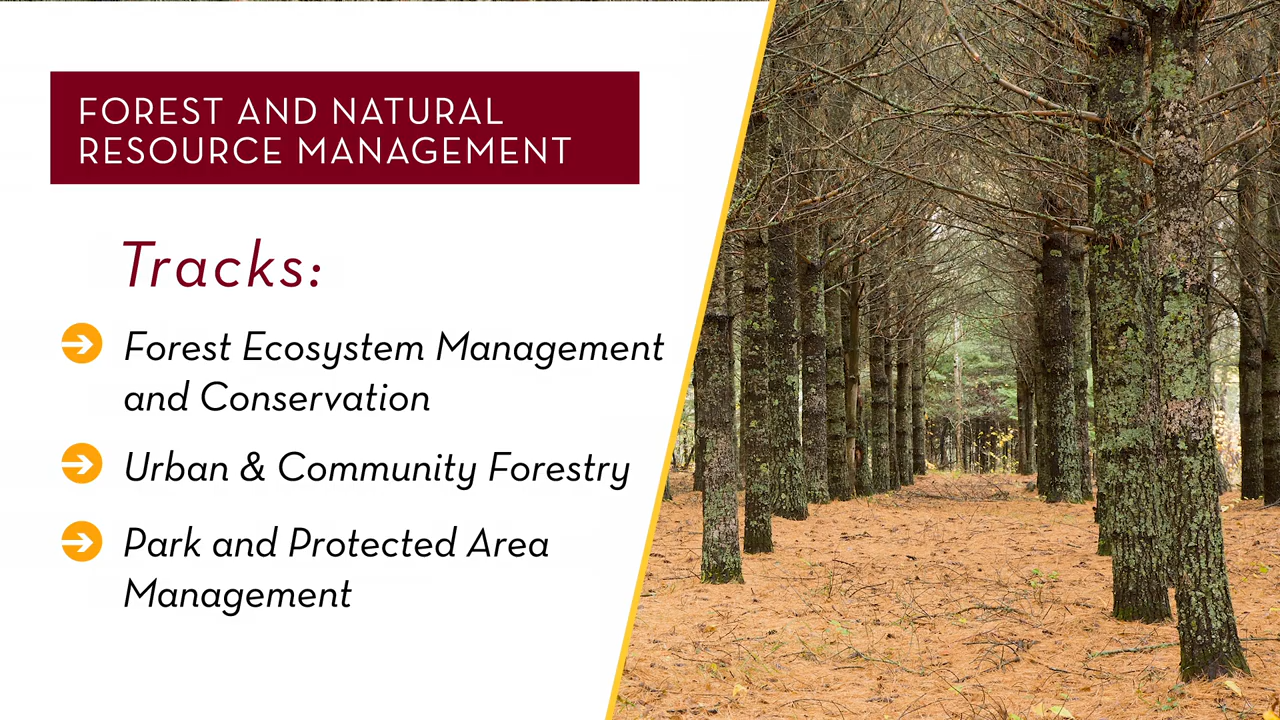 FOREST AND NATURAL
RESOURCE MANAGEMENT
Tracks:
Forest Ecosystem Management
and Conservation
Urban & Community Forestry
Park and Protected Area
Management